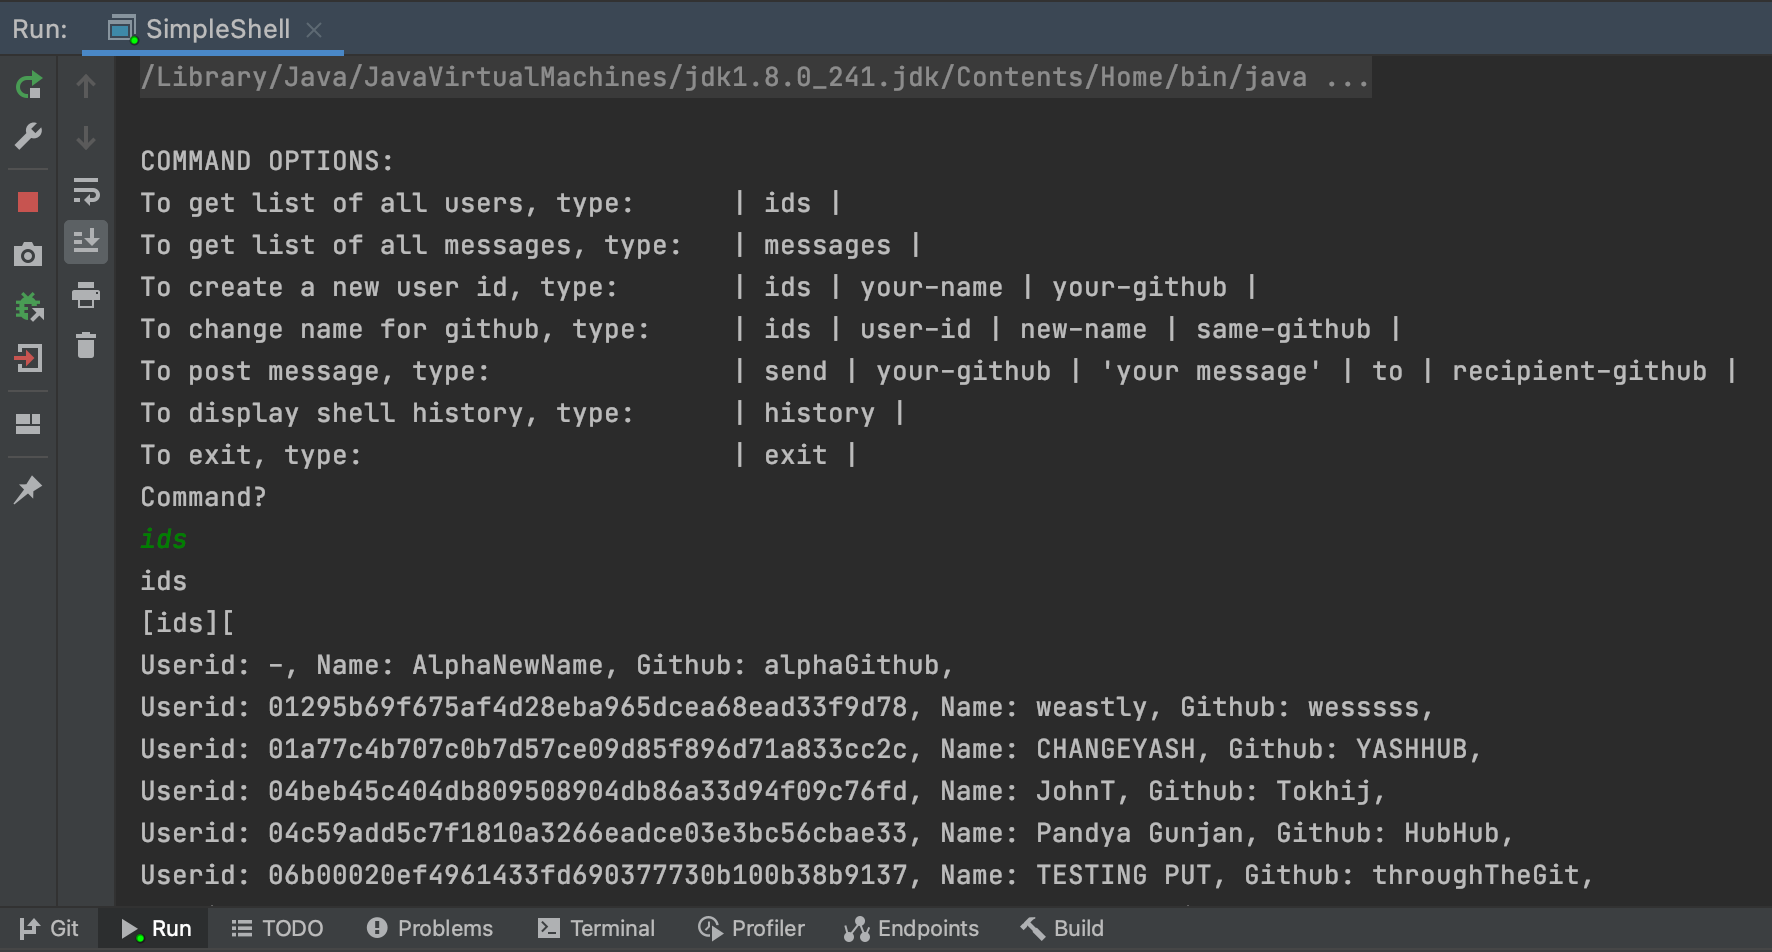 Run: SimpleShell
/Library/Java/JavaVirtualMachines/jdk1.8.0_241.jdk/Contents/Home/bin/java ...
COMMAND OPTIONS:
To get list of all users, type: | ids |
To get list of all messages, type: | messages |
To create a new user id, type: | ids | your-name | your-github |
To change name for github, type: | ids | user-id | new-name | same-github |
To post message, type: | send | your-github | 'your message' | to | recipient-github |
To display shell history, type: | history |
To exit, type: | exit |
Command?
ids
ids
[ids][
Userid: -, Name: AlphaNewName, Github: alphaGithub,
Userid: 01295b69f675af4d28eba965dcea68ead33f9d78, Name: weastly, Github: wesssss,
Userid: 01a77c4b707c0b7d57ce09d85f896d71a833cc2c, Name: CHANGEYASH, Github: YASHHUB,
Userid: 04beb45c404db809508904db86a33d94f09c76fd, Name: JohnT, Github: Tokhij,
Userid: 04c59add5c7f1810a3266eadce03e3bc56cbae33, Name: Pandya Gunjan, Github: HubHub,
Userid: 06b00020ef4961433fd690377730b100b38b9137, Name: TESTING PUT, Github: throughTheGit,
Git Run TODO Problems Terminal Profiler Endpoints Build